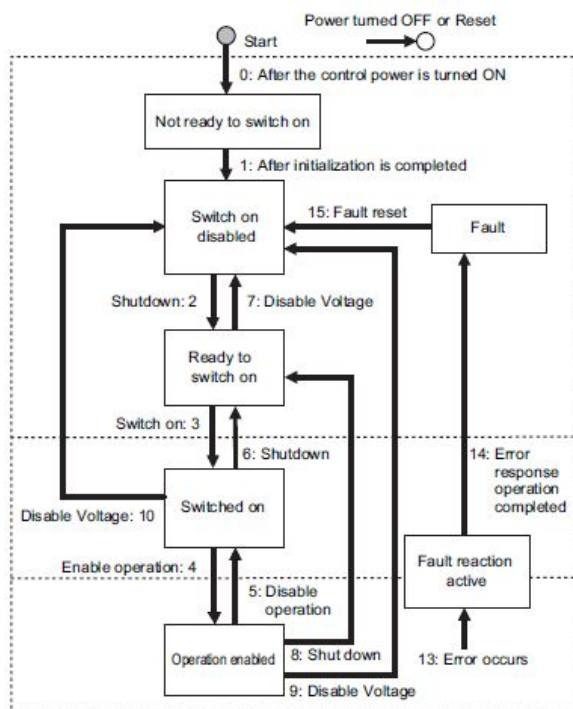 Power turned OFF or Reset
Start
0: After the control power is turned ON
Not ready to switch on
1: After initialization is completed
Switch on
disabled
15: Fault reset
Fault
Shutdown: 2
7: Disable Voltage
Ready to
switch on
Switch on: 3
6: Shutdown
14: Error
response
operation
completed
Switched on
Disable Voltage: 10
Enable operation: 4
5: Disable
operation
Fault reaction
active
Operation enabled
8: Shut down
13: Error occurs
9: Disable Voltage